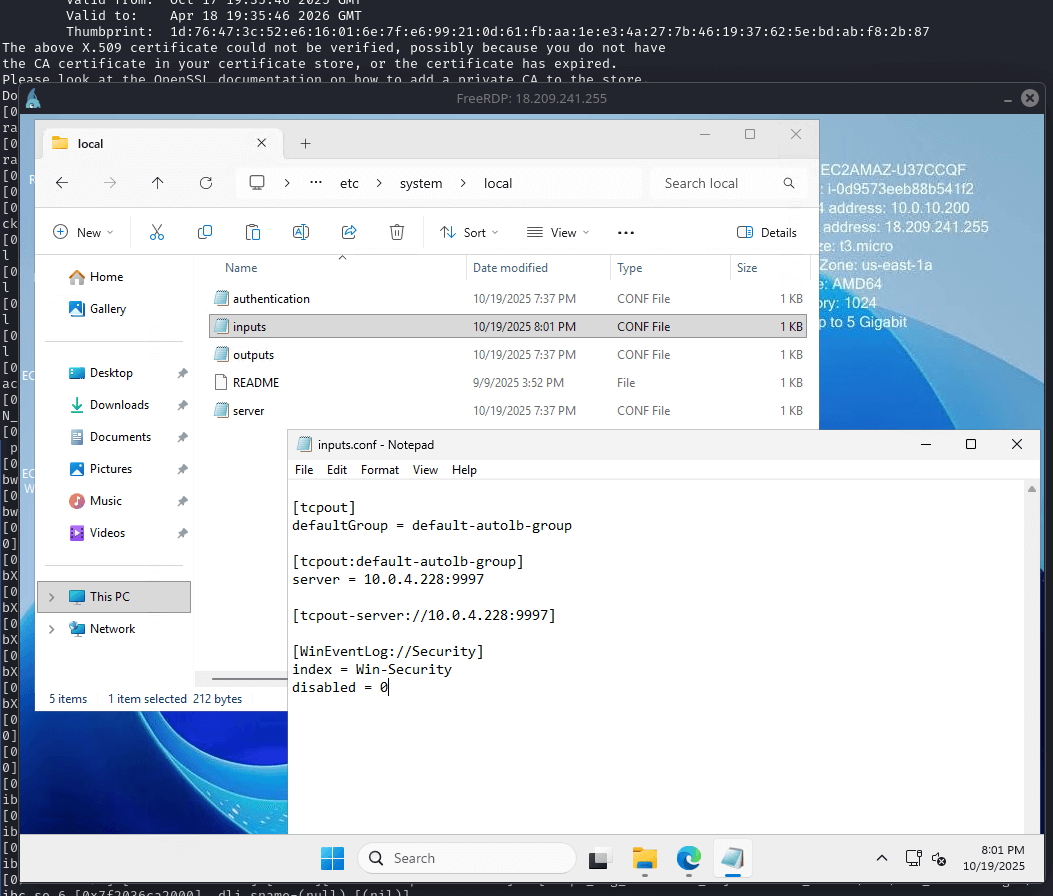 Valid to: Apr 18 19:35:46 2026 GMT
Thumbprint: 1d:76:47:3c:52:e6:16:01:6e:7f:e6:99:21:0d:61:fb:aa:1e:e3:4a:27:7b:46:19:37:62:5e:bd:ab:f8:2b:87
The above X.509 certificate could not be verified, possibly because you do not have
the CA certificate in your certificate store, or the certificate has expired.
Please look at the OpenSSL documentation on how to add a private CA to the store.
FreeRDP: 18.209.241.255
local
etc
system
local
Search local
New
Sort
View
Details
Name
Date modified
Type
Size
Home
Gallery
Desktop
Downloads
Documents
Pictures
Music
Videos
This PC
Network
authentication 10/19/2025 7:37 PM CONF File 1 KB
inputs 10/19/2025 8:01 PM CONF File 1 KB
outputs 10/19/2025 7:37 PM CONF File 1 KB
README 9/9/2025 3:52 PM File 1 KB
server 10/19/2025 7:37 PM CONF File 1 KB
5 items 1 item selected 212 bytes
EC2AMAZ-U37CCQF
: i-0d9573eeb88b541f2
address: 10.0.10.200
address: 18.209.241.255
t3.micro
Zone: us-east-1a
AMD64
1024
to 5 Gigabit
inputs.conf - Notepad
File Edit Format View Help
[tcpout]
defaultGroup = default-autolb-group
[tcpout:default-autolb-group]
server = 10.0.4.228:9997
[tcpout-server://10.0.4.228:9997]
[WinEventLog://Security]
index = Win-Security
disabled = 0
Search
8:01 PM
10/19/2025